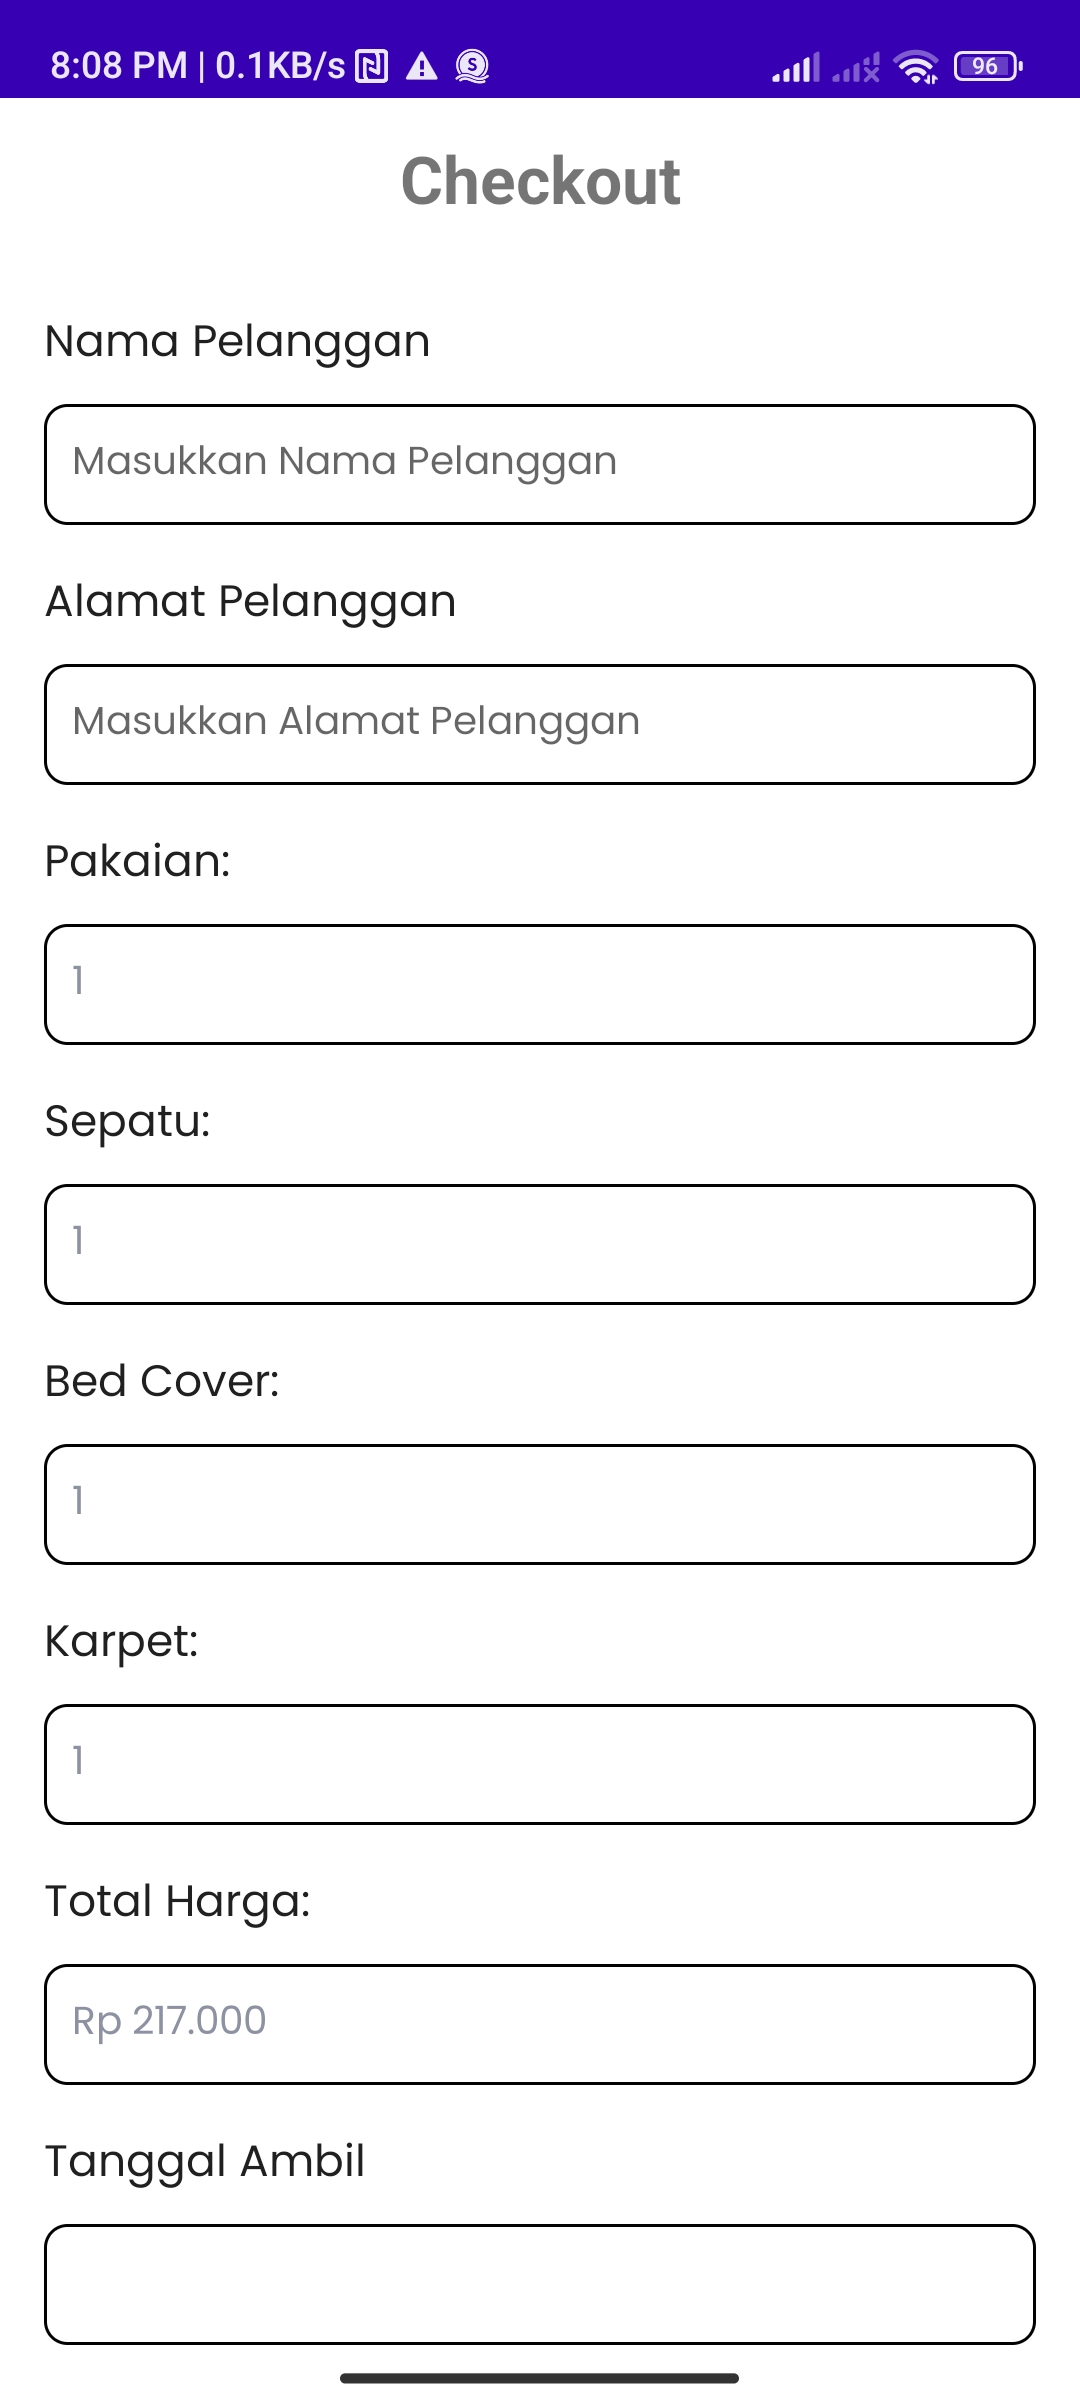 8:08 PM | 0.1KB/s S 96
Checkout
Nama Pelanggan
Masukkan Nama Pelanggan
Alamat Pelanggan
Masukkan Alamat Pelanggan
Pakaian:
1
Sepatu:
1
Bed Cover:
1
Karpet:
1
Total Harga:
Rp 217.000
Tanggal Ambil